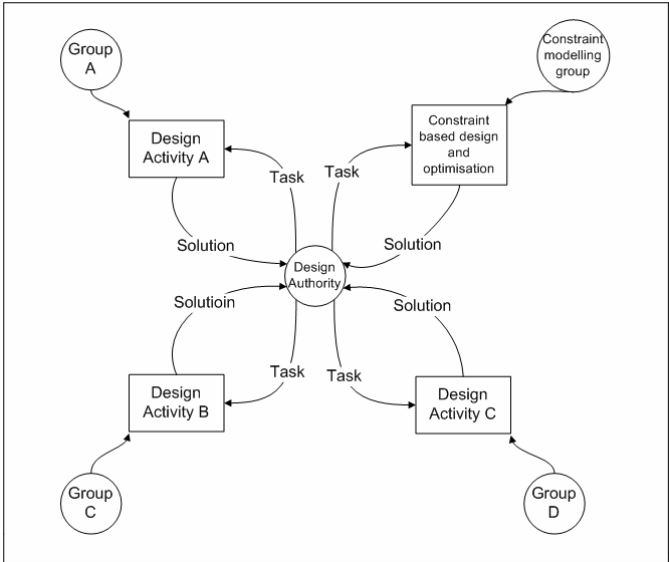 Group
A
Constraint
modelling
group
Design
Activity A
Constraint
based design
and
optimisation
Task
Task
Solution
Solution
Design
Authority
Solutioin
Solution
Task
Task
Design
Activity B
Design
Activity C
Group
C
Group
D